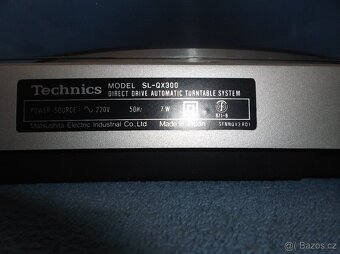 Technics MODEL SL-QX300
DIRECT DRIVE AUTOMATIC TURNTABLE SYSTEM
POWER SOURCE: ~ 220V 50Hz 7W
Matsushita Electric Industrial Co., Ltd. Made in Japan
Bazos.cz